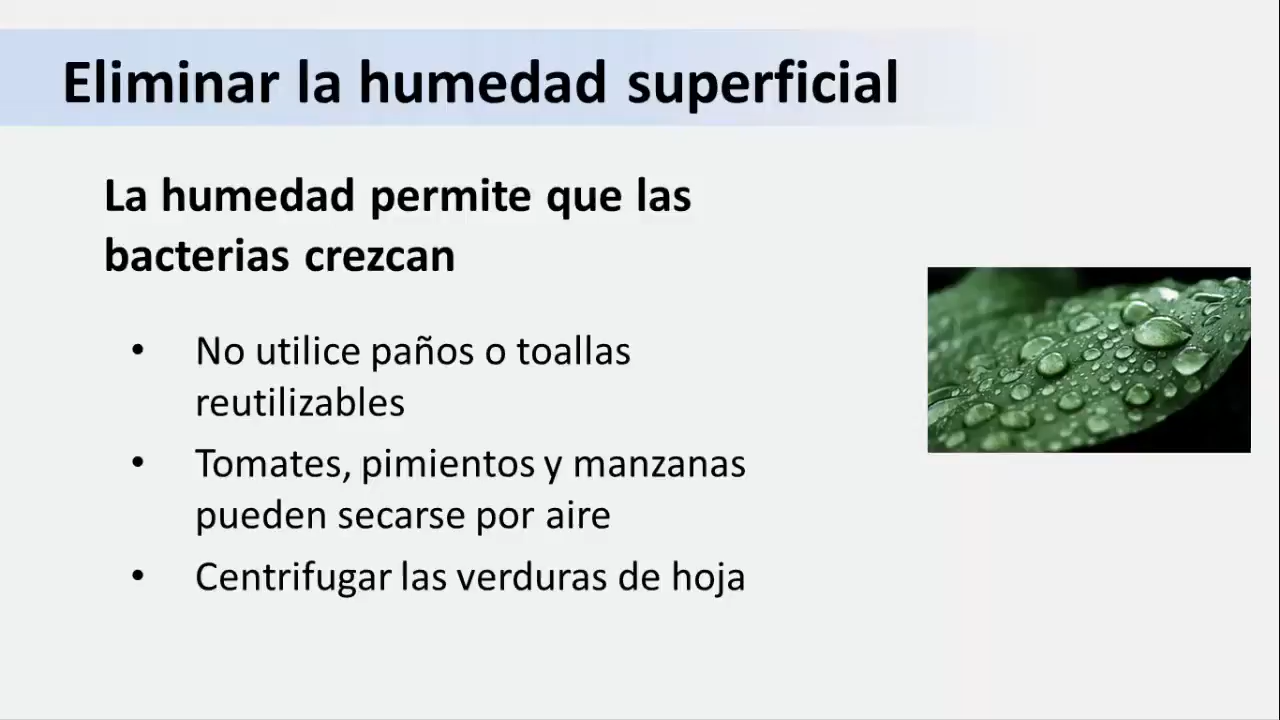 Eliminar la humedad superficial
La humedad permite que las
bacterias crezcan
• No utilice paños o toallas
reutilizables
• Tomates, pimientos y manzanas
pueden secarse por aire
• Centrifugar las verduras de hoja